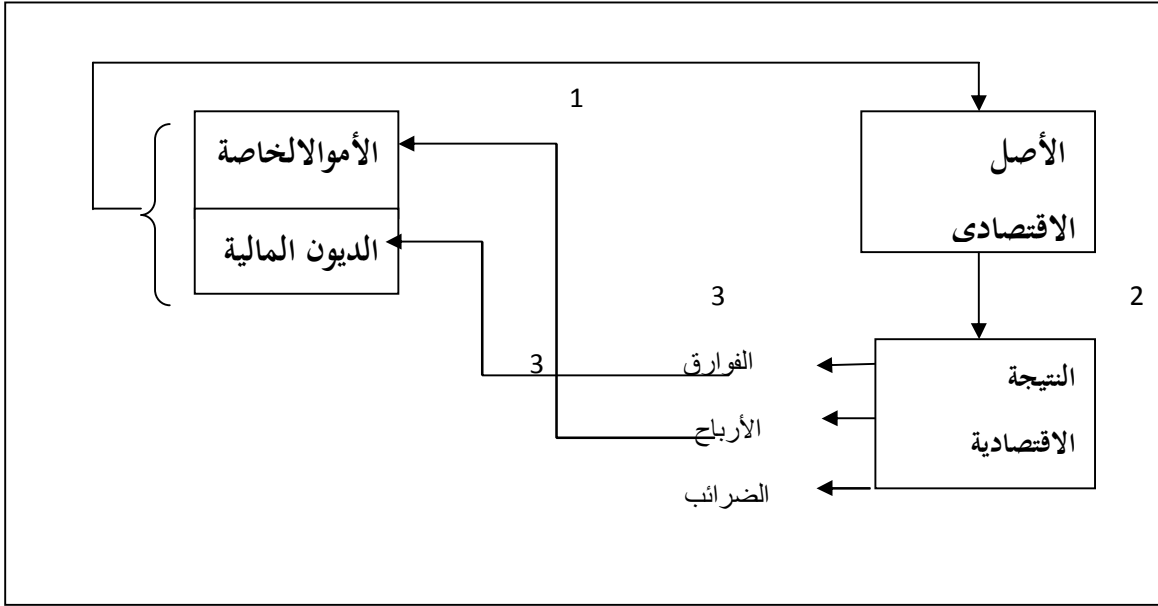 1
الأصل
الاقتصادى
الأموالالخاصة
الديون المالية
2
3
النتيجة
الاقتصادية
الفوارق
3
الأرباح
الضرائب